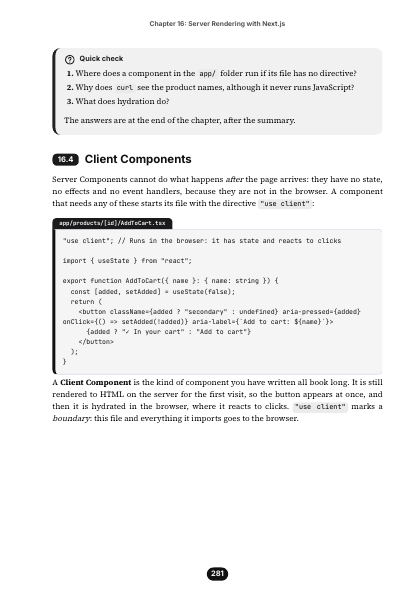 Chapter 16: Server Rendering with Next.js
Quick check
1. Where does a component in the app/ folder run if its file has no directive?
2. Why does curl see the product names, although it never runs JavaScript?
3. What does hydration do?
The answers are at the end of the chapter, after the summary.
16.4 Client Components
Server Components cannot do what happens after the page arrives: they have no state,
no effects and no event handlers, because they are not in the browser. A component
that needs any of these starts its file with the directive "use client":
app/products/[id]/AddToCart.tsx
"use client"; // Runs in the browser: it has state and reacts to clicks
import { useState } from "react";
export function AddToCart({ name }: { name: string }) {
const [added, setAdded] = useState(false);
return (
<button className={added ? "secondary" : undefined} aria-pressed={added}
onClick={() => setAdded(!added)} aria-label={`Add to cart: ${name}`}>
{added ? "✓ In your cart" : "Add to cart"}
</button>
);
}
A Client Component is the kind of component you have written all book long. It is still
rendered to HTML on the server for the first visit, so the button appears at once, and
then it is hydrated in the browser, where it reacts to clicks. "use client" marks a
boundary: this file and everything it imports goes to the browser.
281